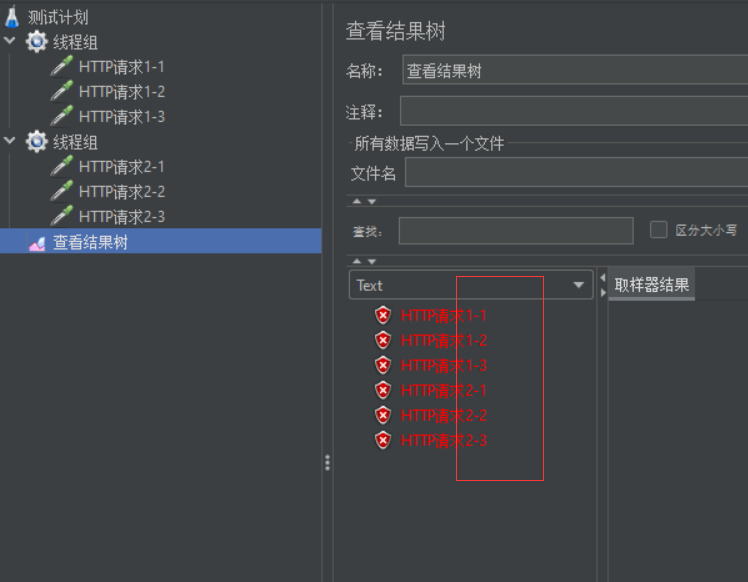 测试计划
线程组
HTTP请求1-1
HTTP请求1-2
HTTP请求1-3
线程组
HTTP请求2-1
HTTP请求2-2
HTTP请求2-3
查看结果树
查看结果树
名称：
查看结果树
注释：
所有数据写入一个文件
文件名
查找：
区分大小写
Text
取样器结果
HTTP请求1-1
HTTP请求1-2
HTTP请求1-3
HTTP请求2-1
HTTP请求2-2
HTTP请求2-3